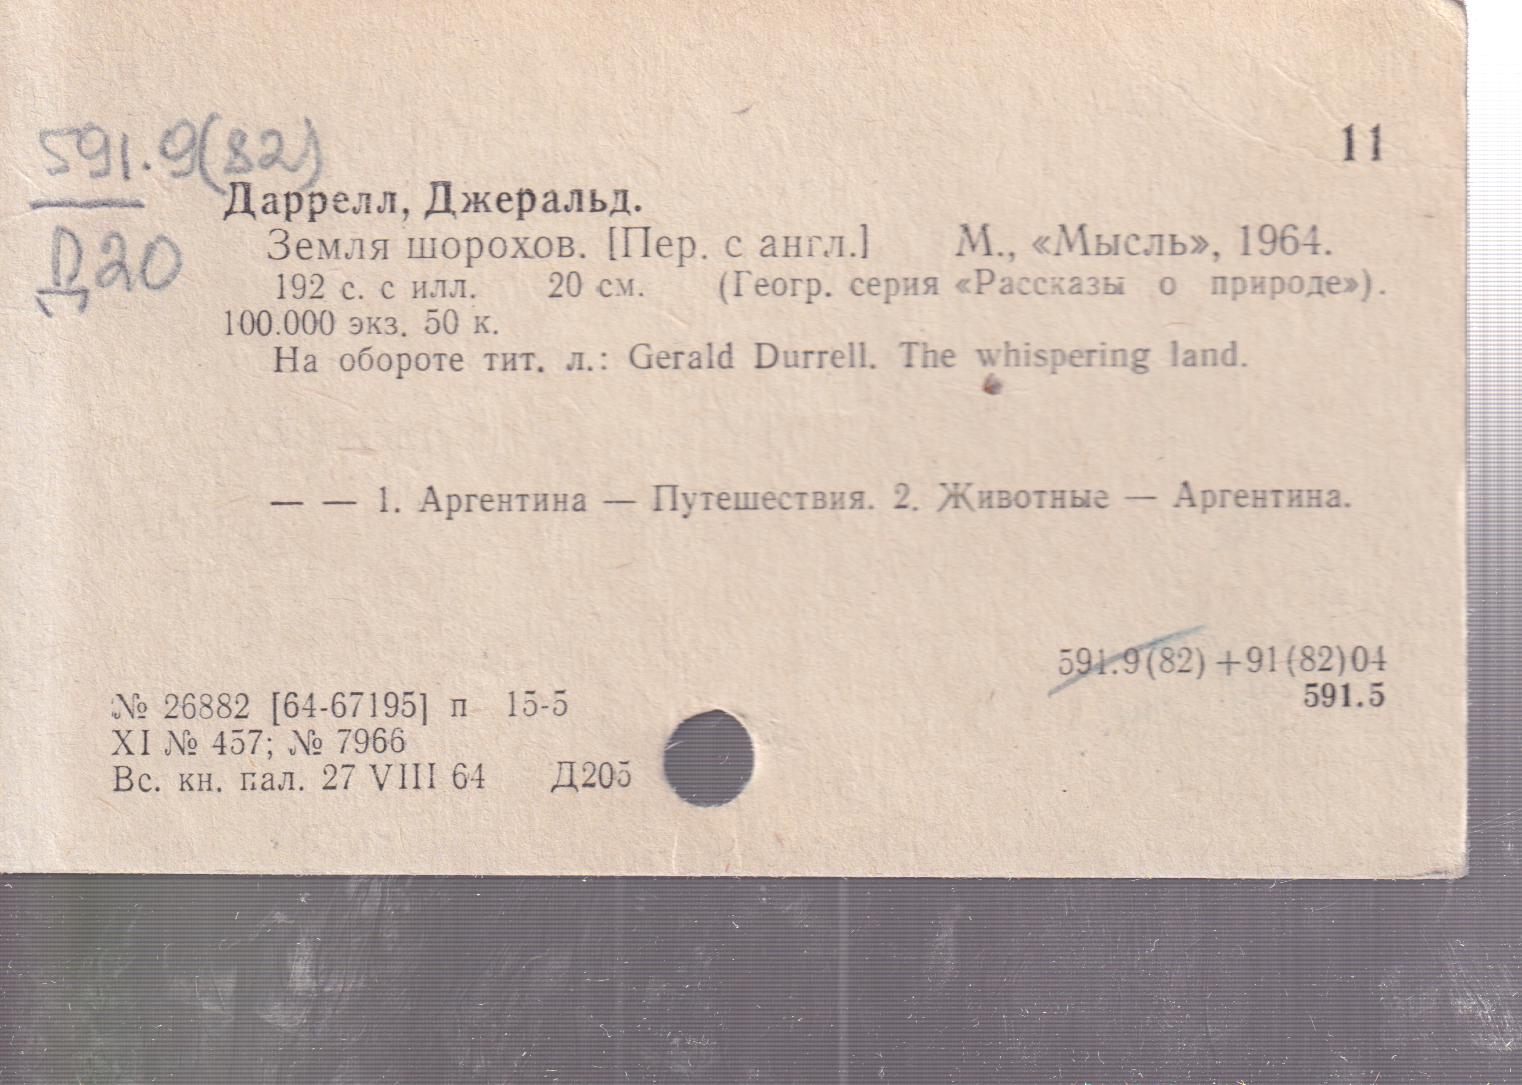 591.9(82)
Д20
11
Даррелл, Джеральд.
Земля шорохов. [Пер. с англ.] М., «Мысль», 1964.
192 с. с илл. 20 см. (Геогр. серия «Рассказы о природе»).
100.000 экз. 50 к.
На обороте тит. л.: Gerald Durrell. The whispering land.
— — 1. Аргентина — Путешествия. 2. Животные — Аргентина.
591.9(82)+91(82)04
591.5
№ 26882 [64-67195] п 15-5
XI № 457; № 7966
Вс. кн. пал. 27 VIII 64 Д205